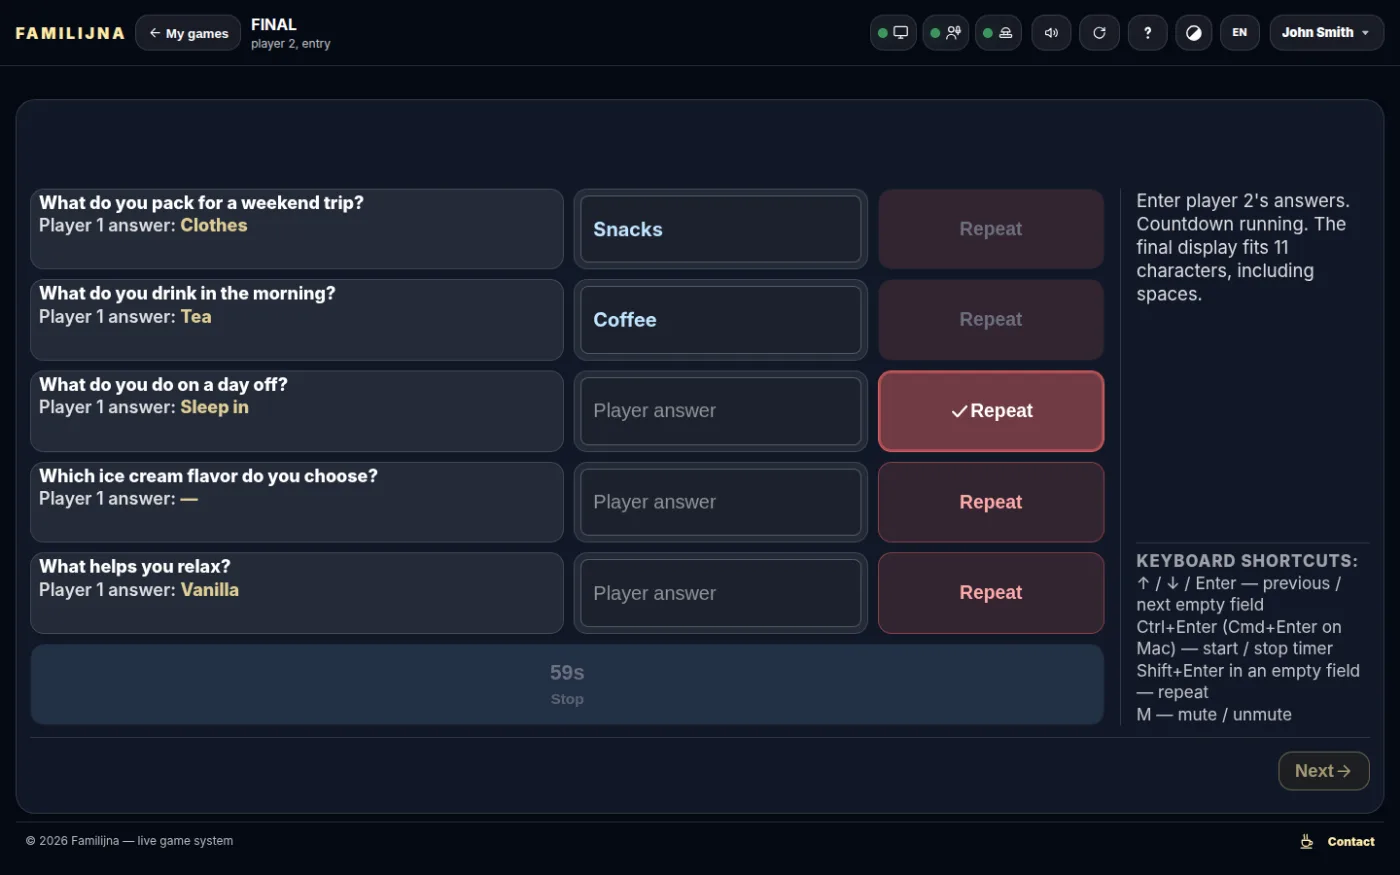 FAMILIJNA
← My games
FINAL
player 2, entry
?
EN
John Smith
What do you pack for a weekend trip?
Player 1 answer: Clothes
Snacks
Repeat
What do you drink in the morning?
Player 1 answer: Tea
Coffee
Repeat
What do you do on a day off?
Player 1 answer: Sleep in
Player answer
✓Repeat
Which ice cream flavor do you choose?
Player 1 answer: —
Player answer
Repeat
What helps you relax?
Player 1 answer: Vanilla
Player answer
Repeat
59s
Stop
Enter player 2's answers.
Countdown running. The
final display fits 11
characters, including
spaces.
KEYBOARD SHORTCUTS:
↑ / ↓ / Enter — previous /
next empty field
Ctrl+Enter (Cmd+Enter on
Mac) — start / stop timer
Shift+Enter in an empty field
— repeat
M — mute / unmute
Next→
© 2026 Familijna — live game system
Contact